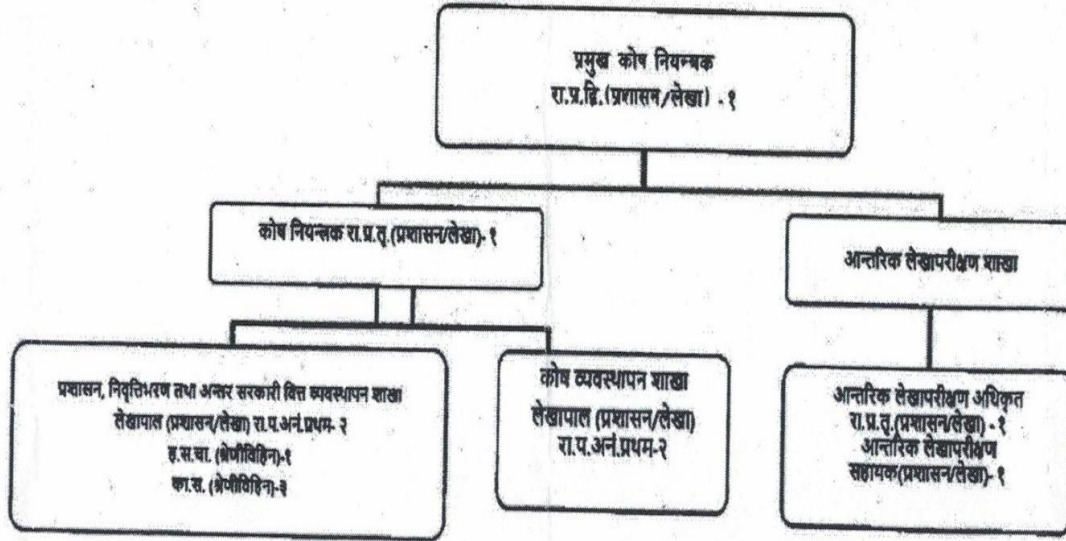 प्रमुख कोष नियन्त्रक
रा.प्र.द्वि.(प्रशासन/लेखा) - १
कोष नियन्त्रक रा.प्र.तृ.(प्रशासन/लेखा)- १
आन्तरिक लेखापरीक्षण शाखा
प्रशासन, निवृत्तिभरण तथा अन्तर सरकारी वित्त व्यवस्थापन शाखा
लेखापाल (प्रशासन/लेखा) रा.प.अनं.प्रथम- २
ह.स.चा. (श्रेणीविहिन)-१
का.स. (श्रेणीविहिन)-३
कोष व्यवस्थापन शाखा
लेखापाल (प्रशासन/लेखा)
रा.प.अनं.प्रथम-२
आन्तरिक लेखापरीक्षण अधिकृत
रा.प्र.तृ.(प्रशासन/लेखा)-१
आन्तरिक लेखापरीक्षण
सहायक(प्रशासन/लेखा)- १